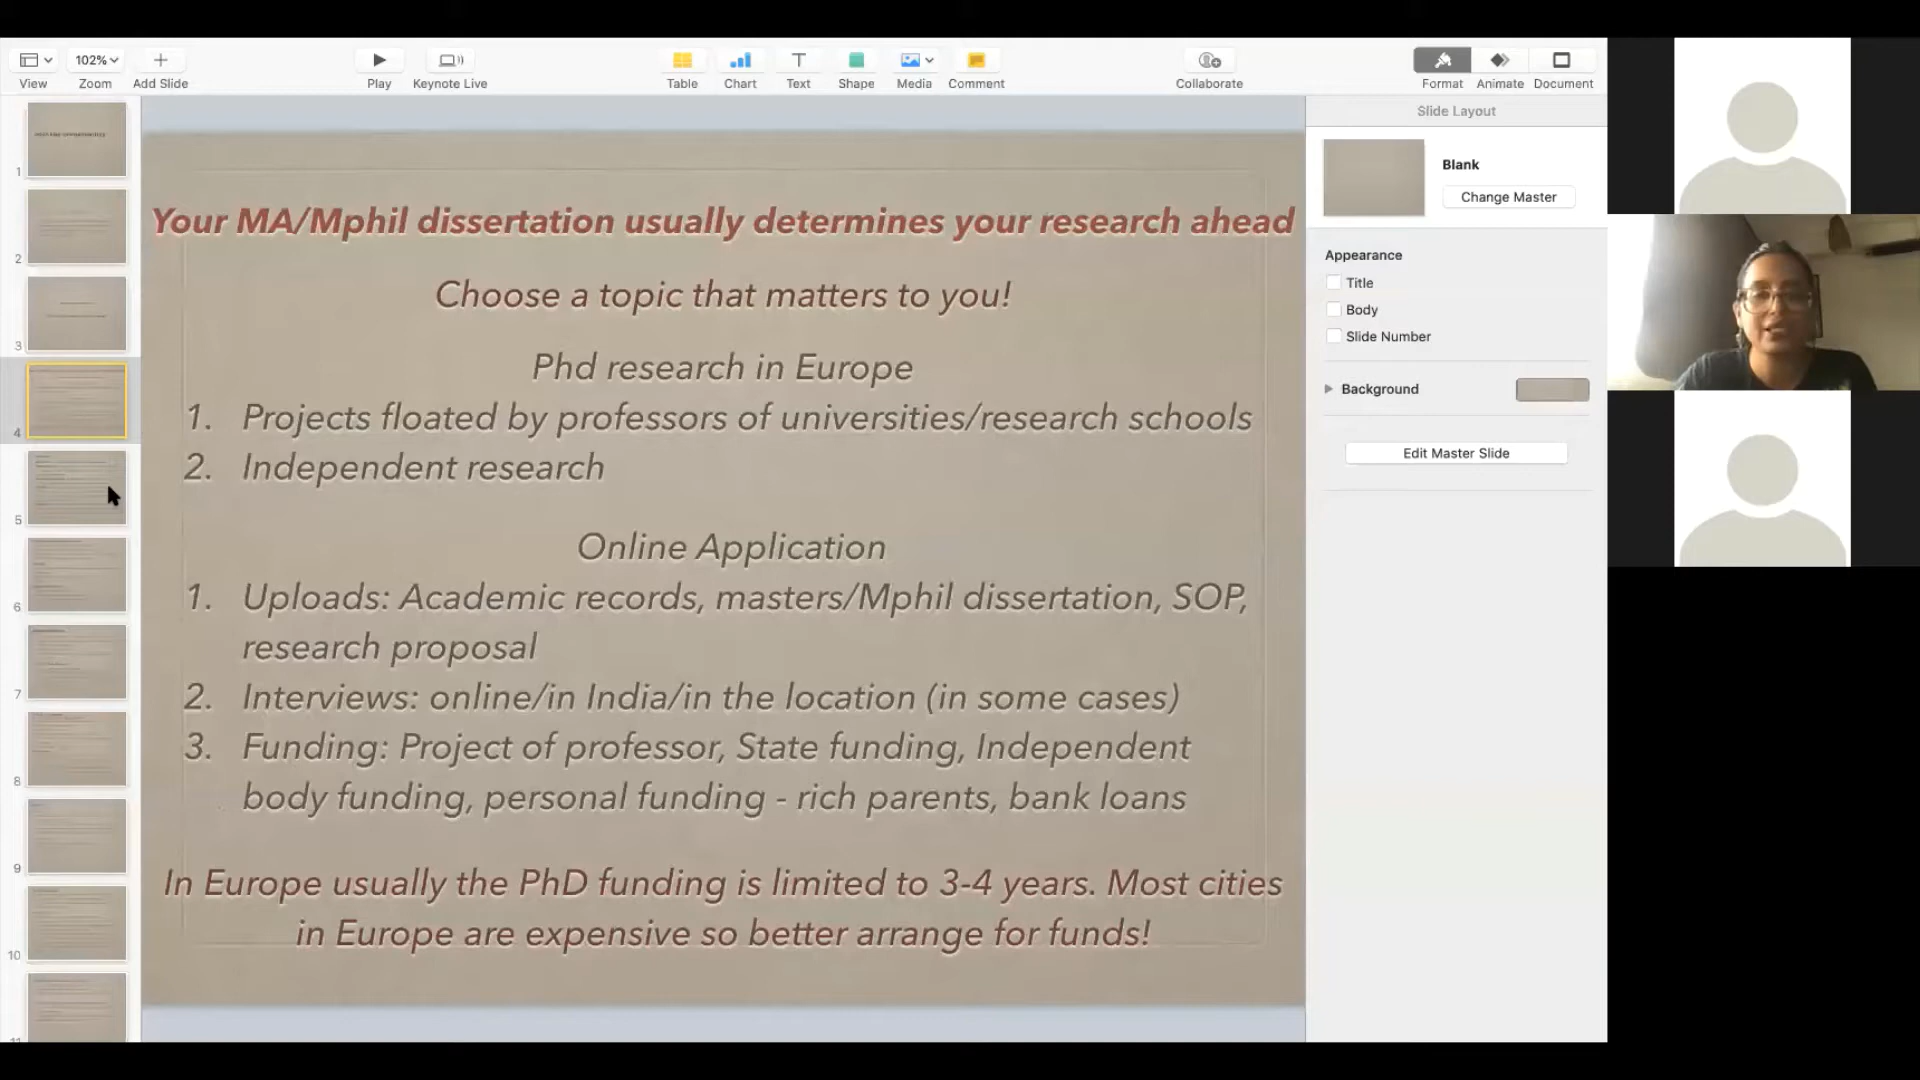 102%
View
Zoom
Add Slide
Play
Keynote Live
Table
Chart
Text
Shape
Media
Comment
Collaborate
Format
Animate
Document
1
2
3
4
5
6
7
8
9
10
Your MA/Mphil dissertation usually determines your research ahead
Choose a topic that matters to you!
Phd research in Europe
1. Projects floated by professors of universities/research schools
2. Independent research
Online Application
1. Uploads: Academic records, masters/Mphil dissertation, SOP,
research proposal
2. Interviews: online/in India/in the location (in some cases)
3. Funding: Project of professor, State funding, Independent
body funding, personal funding - rich parents, bank loans
In Europe usually the PhD funding is limited to 3-4 years. Most cities
in Europe are expensive so better arrange for funds!
Slide Layout
Blank
Change Master
Appearance
Title
Body
Slide Number
Background
Edit Master Slide